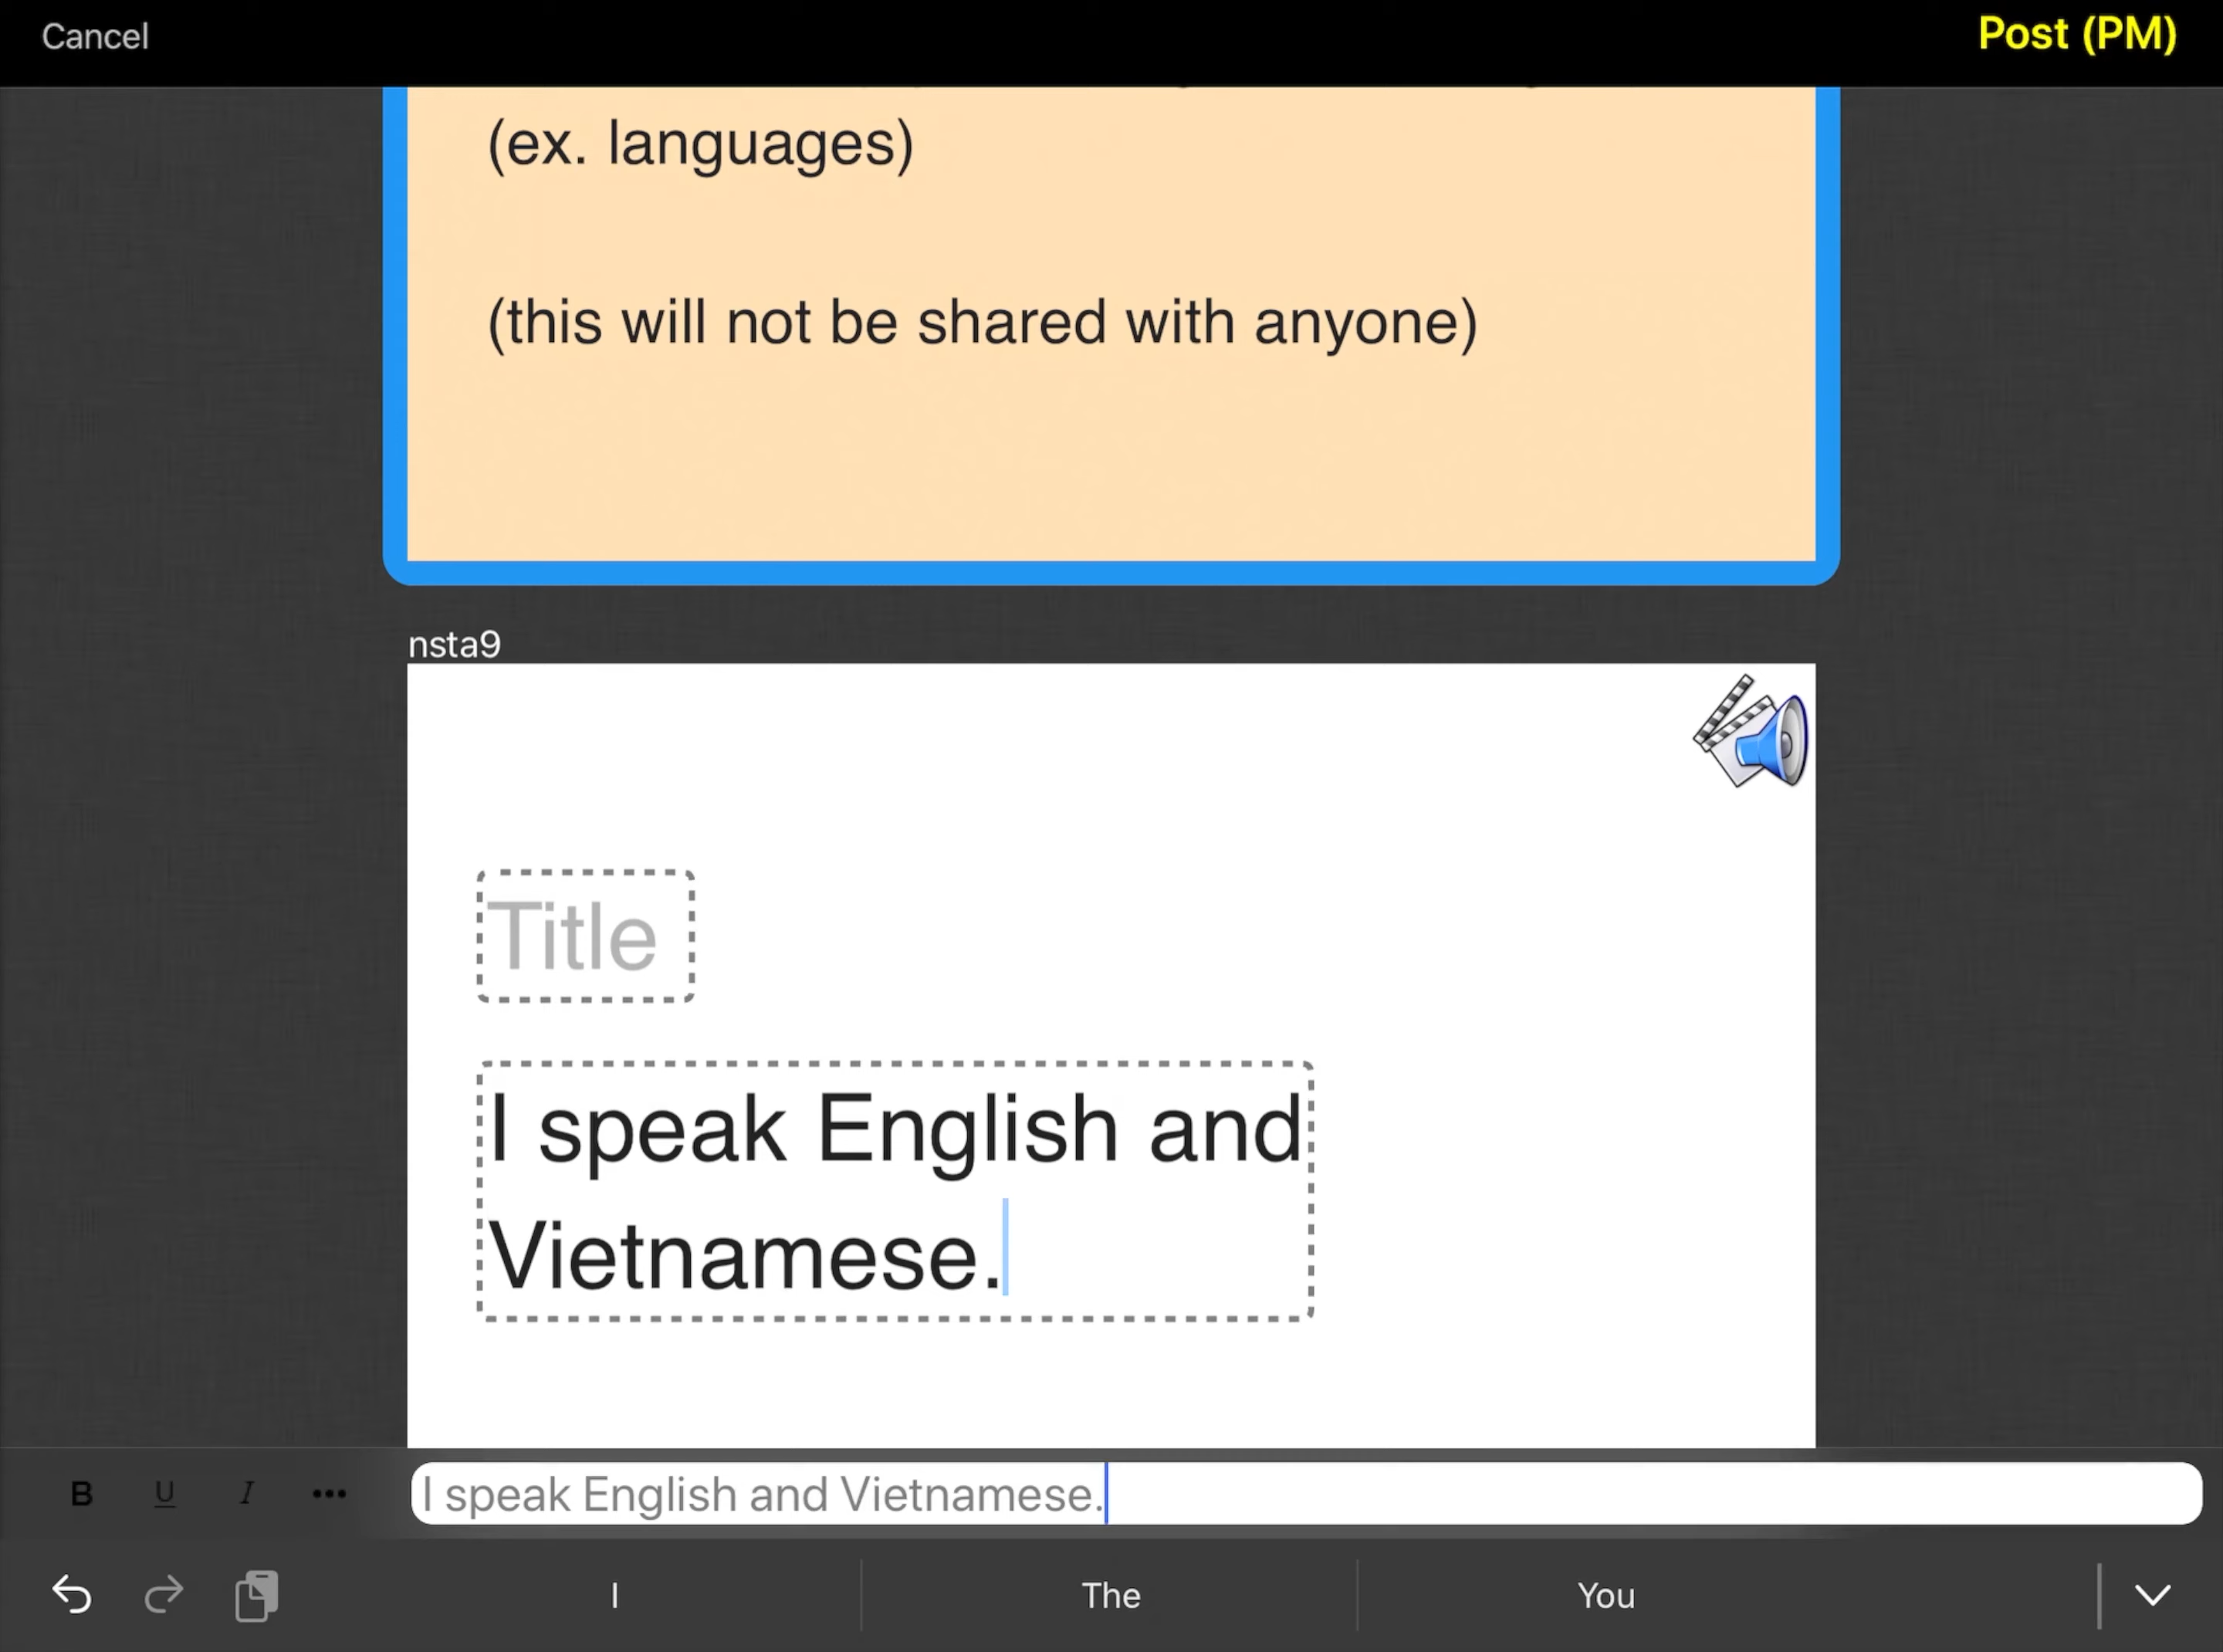 Cancel
Post (PM)
(ex. languages)
(this will not be shared with anyone)
nsta9
Title
I speak English and
Vietnamese.
B U I •••
I speak English and Vietnamese.
I
The
You